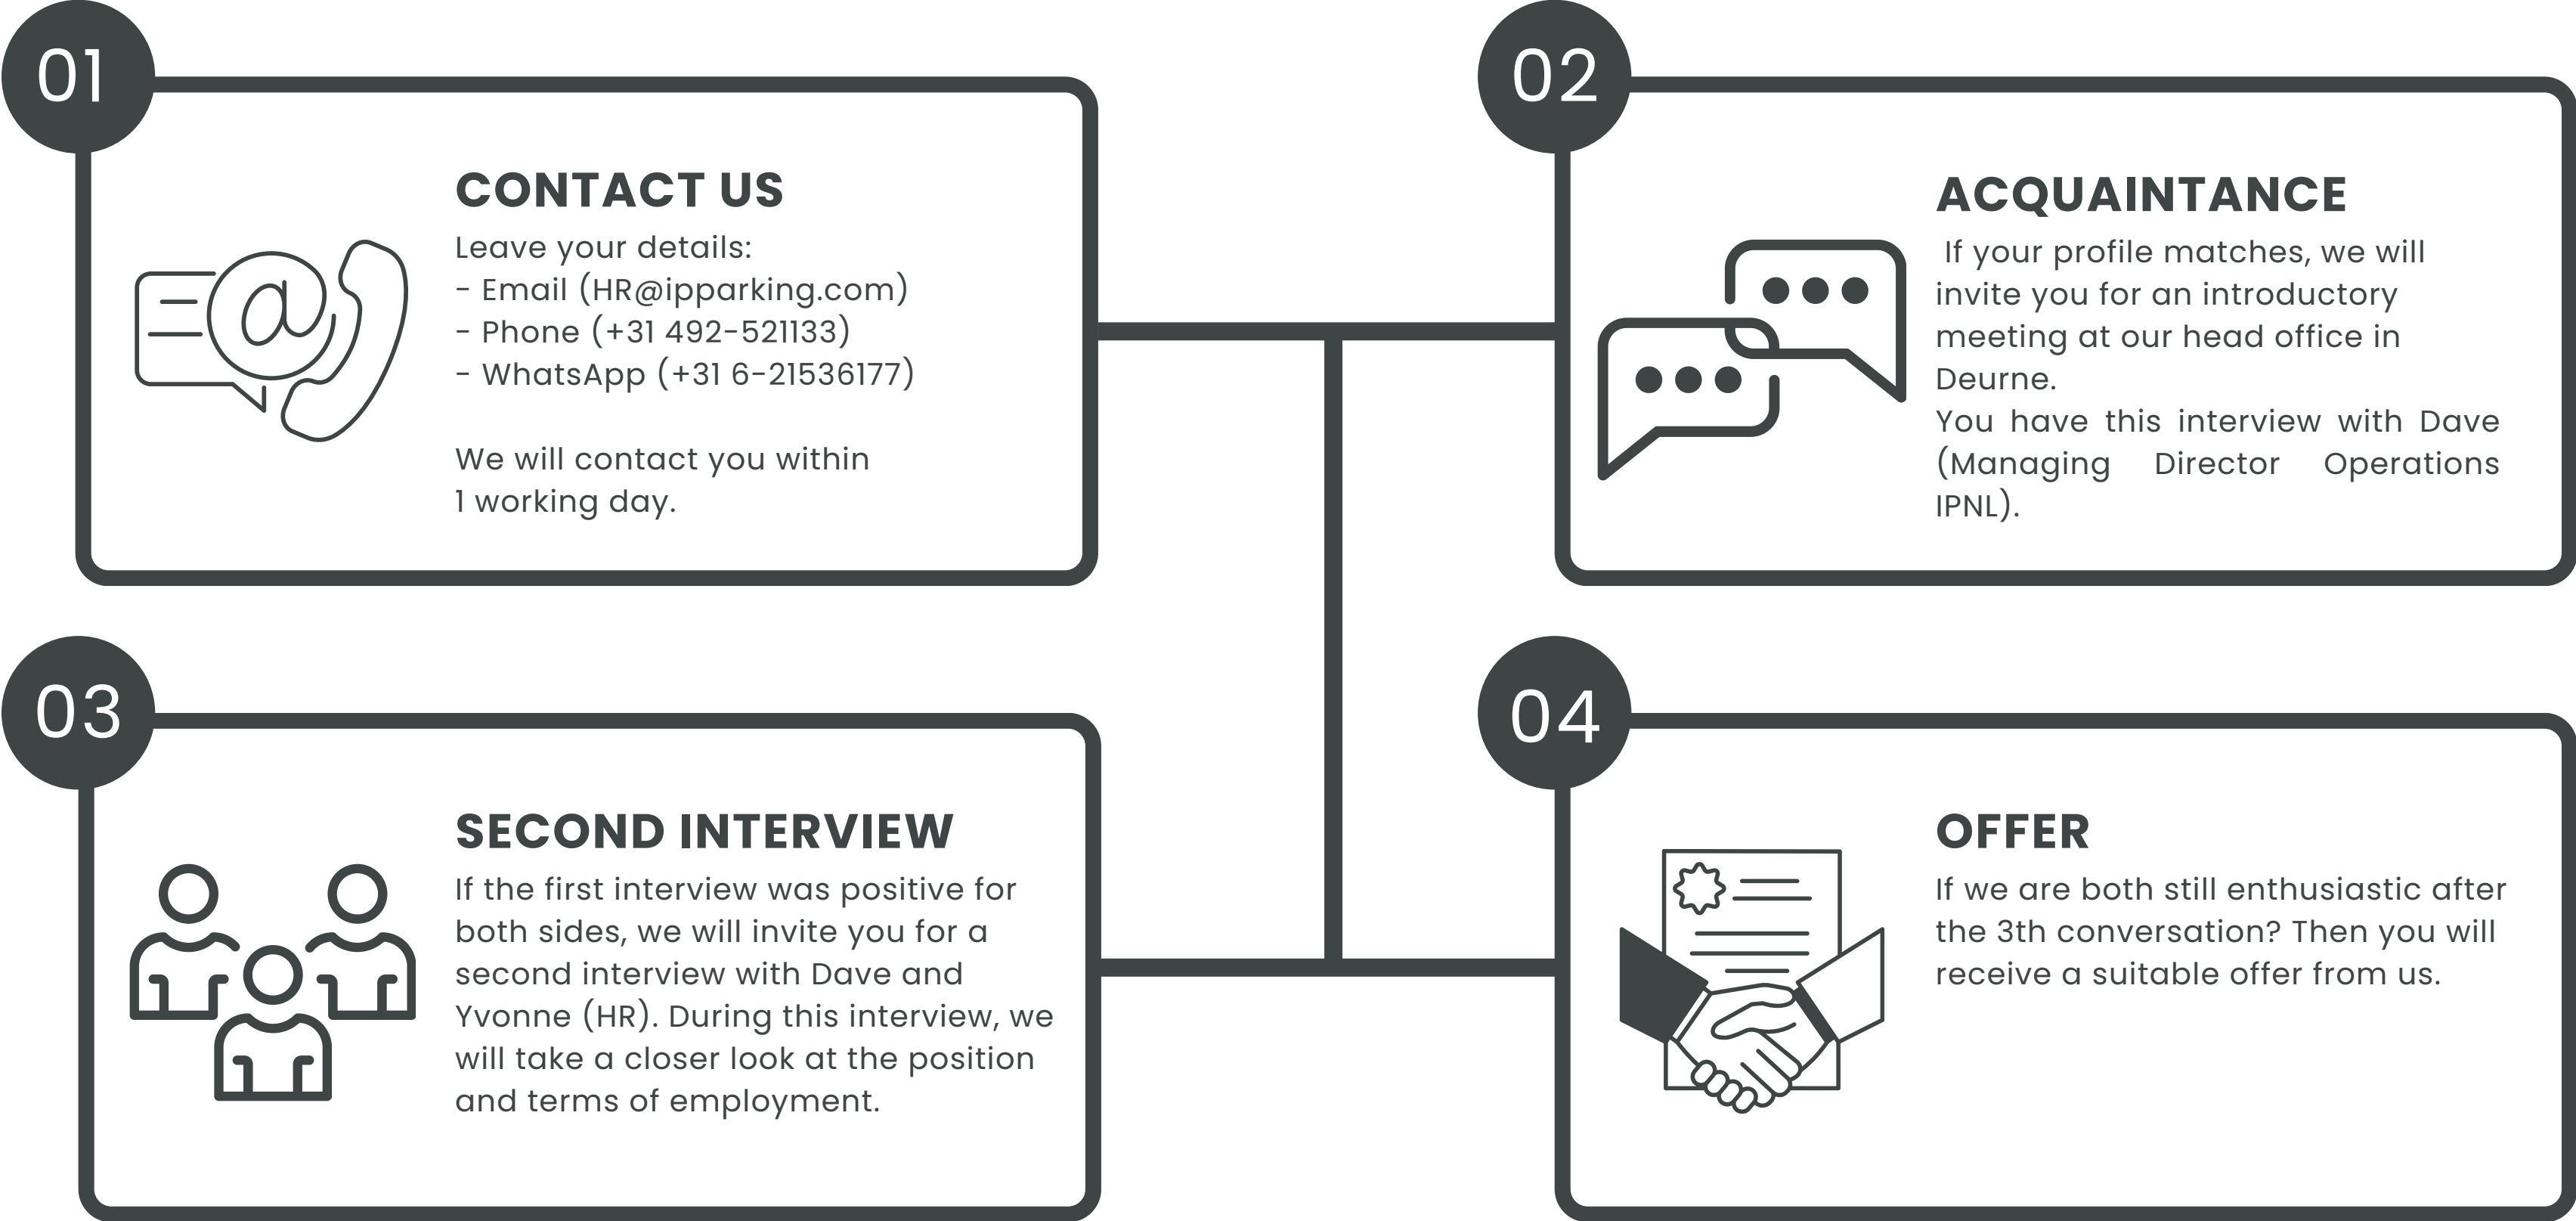 01
CONTACT US
Leave your details:
- Email (HR@ipparking.com)
- Phone (+31 492-521133)
- WhatsApp (+31 6-21536177)
We will contact you within
1 working day.
02
ACQUAINTANCE
If your profile matches, we will
invite you for an introductory
meeting at our head office in
Deurne.
You have this interview with Dave
(Managing Director Operations
IPNL).
03
SECOND INTERVIEW
If the first interview was positive for
both sides, we will invite you for a
second interview with Dave and
Yvonne (HR). During this interview, we
will take a closer look at the position
and terms of employment.
04
OFFER
If we are both still enthusiastic after
the 3th conversation? Then you will
receive a suitable offer from us.